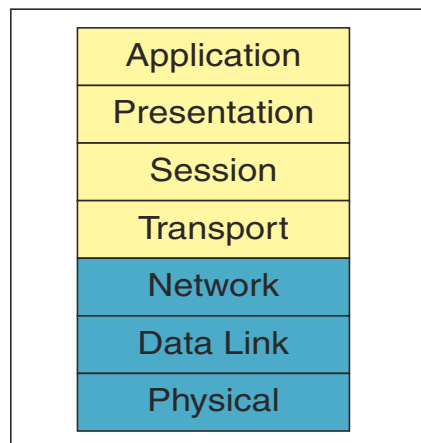 Application
Presentation
Session
Transport
Network
Data Link
Physical